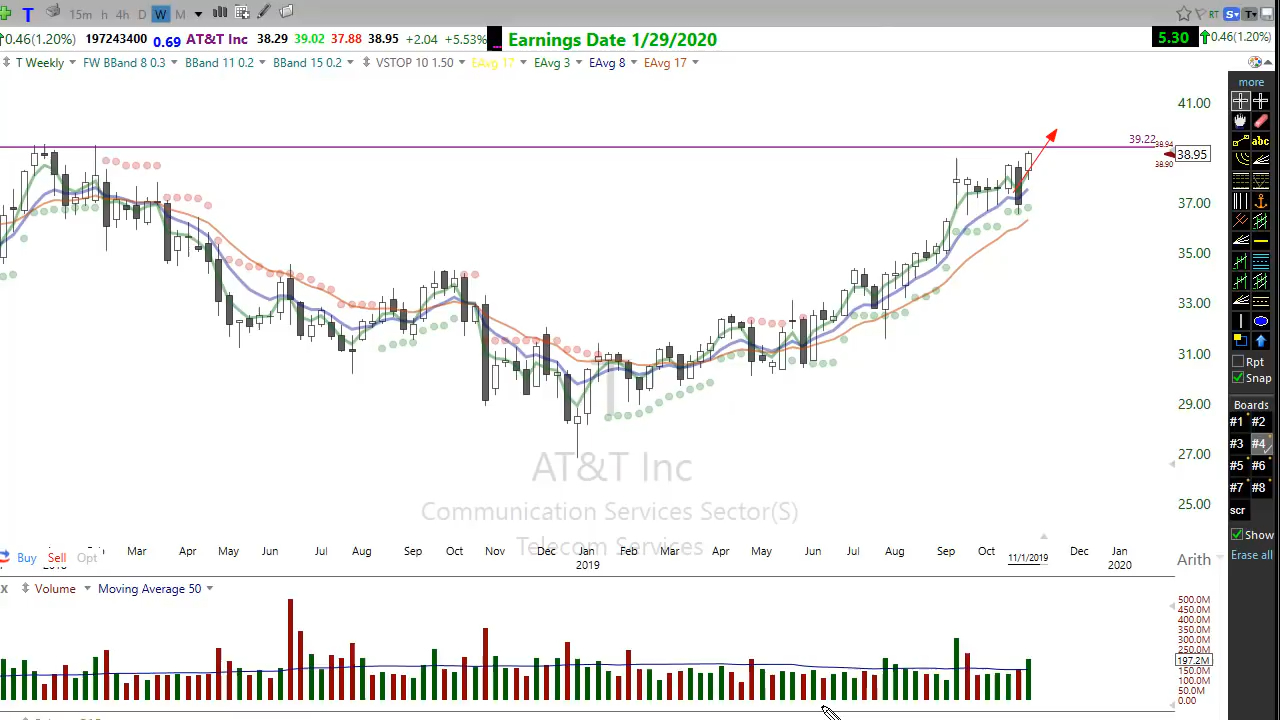 T 15m h 4h D W M RT S T
0.46(1.20%) 197243400 0.69 AT&T Inc 38.29 39.02 37.88 38.95 +2.04 +5.53% Earnings Date 1/29/2020 5.30 0.46(1.20%)
T Weekly FW BBand 8 0.3 BBand 11 0.2 BBand 15 0.2 VSTOP 10 1.50 EAvg 17 EAvg 3 EAvg 8 EAvg 17
more
41.00
39.22
38.94
38.95
38.90
abc
37.00
35.00
33.00
31.00
29.00
27.00
25.00
Rpt
Snap
Boards
#1 #2
#3 #4
#5 #6
#7 #8
scr
Show
Erase all
T
AT&T Inc
Communication Services Sector(S)
Telecom Services
Mar Apr May Jun Jul Aug Sep Oct Nov Dec Jan Feb Mar Apr May Jun Jul Aug Sep Oct 11/1/2019 Dec Jan
2019 2020
Buy Sell Opt Arith
X Volume Moving Average 50
500.0M
450.0M
400.0M
350.0M
300.0M
250.0M
197.2M
150.0M
100.0M
50.0M
0.00